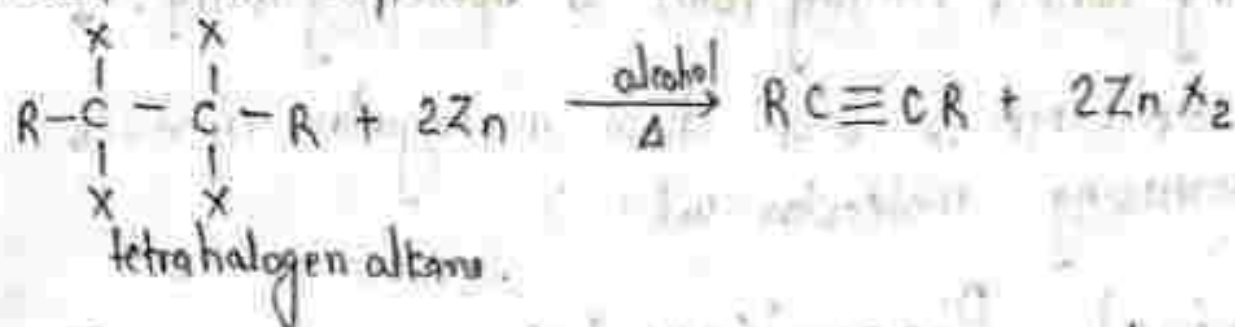 X X
R-C - C - R + 2Zn alcohol Δ → RC≡CR + 2ZnX₂
X X
tetrahalogen alkane.